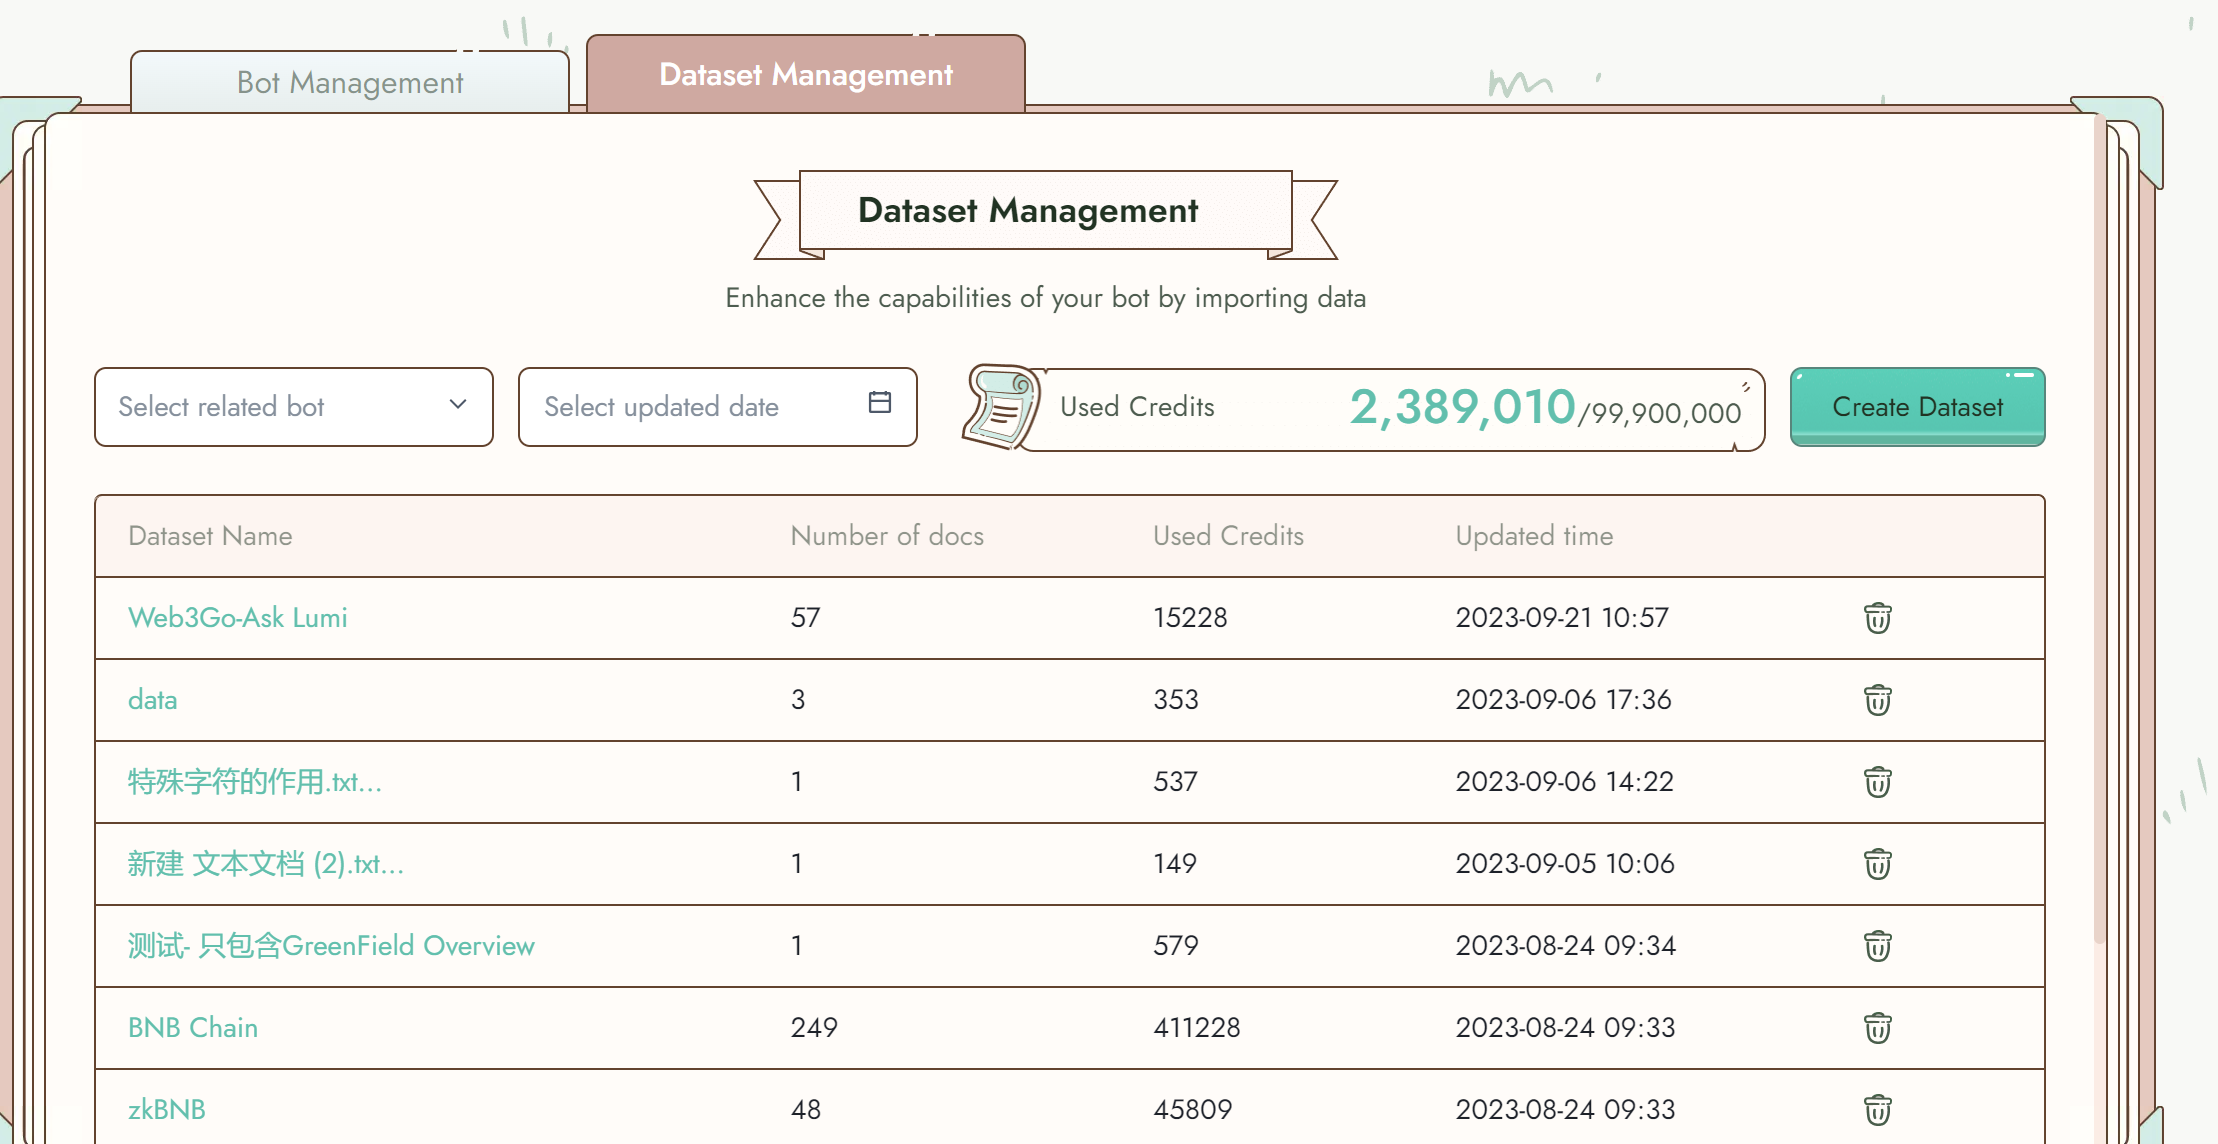 Bot Management
Dataset Management
Dataset Management
Enhance the capabilities of your bot by importing data
Select related bot
Select updated date
Used Credits 2,389,010/99,900,000
Create Dataset
Dataset Name Number of docs Used Credits Updated time
Web3Go-Ask Lumi 57 15228 2023-09-21 10:57
data 3 353 2023-09-06 17:36
特殊字符的作用.txt... 1 537 2023-09-06 14:22
新建 文本文档 (2).txt... 1 149 2023-09-05 10:06
测试- 只包含GreenField Overview 1 579 2023-08-24 09:34
BNB Chain 249 411228 2023-08-24 09:33
zkBNB 48 45809 2023-08-24 09:33